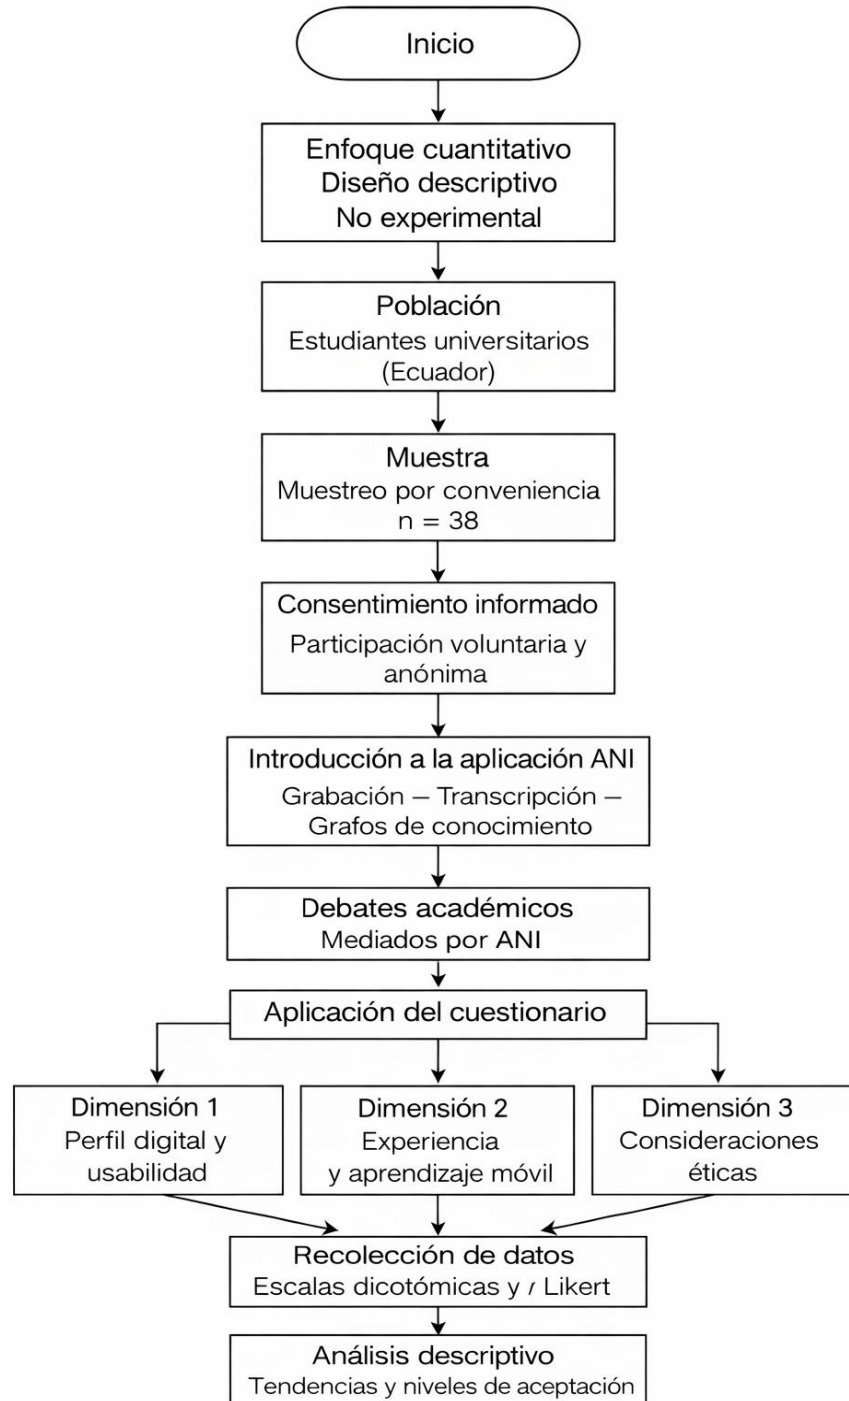 Inicio
Enfoque cuantitativo
Diseño descriptivo
No experimental
Población
Estudiantes universitarios
(Ecuador)
Muestra
Muestreo por conveniencia
n = 38
Consentimiento informado
Participación voluntaria y
anónima
Introducción a la aplicación ANI
Grabación – Transcripción –
Grafos de conocimiento
Debates académicos
Mediados por ANI
Aplicación del cuestionario
Dimensión 1
Perfil digital y
usabilidad
Dimensión 2
Experiencia
y aprendizaje móvil
Dimensión 3
Consideraciones
éticas
Recolección de datos
Escalas dicotómicas y / Likert
Análisis descriptivo
Tendencias y niveles de aceptación